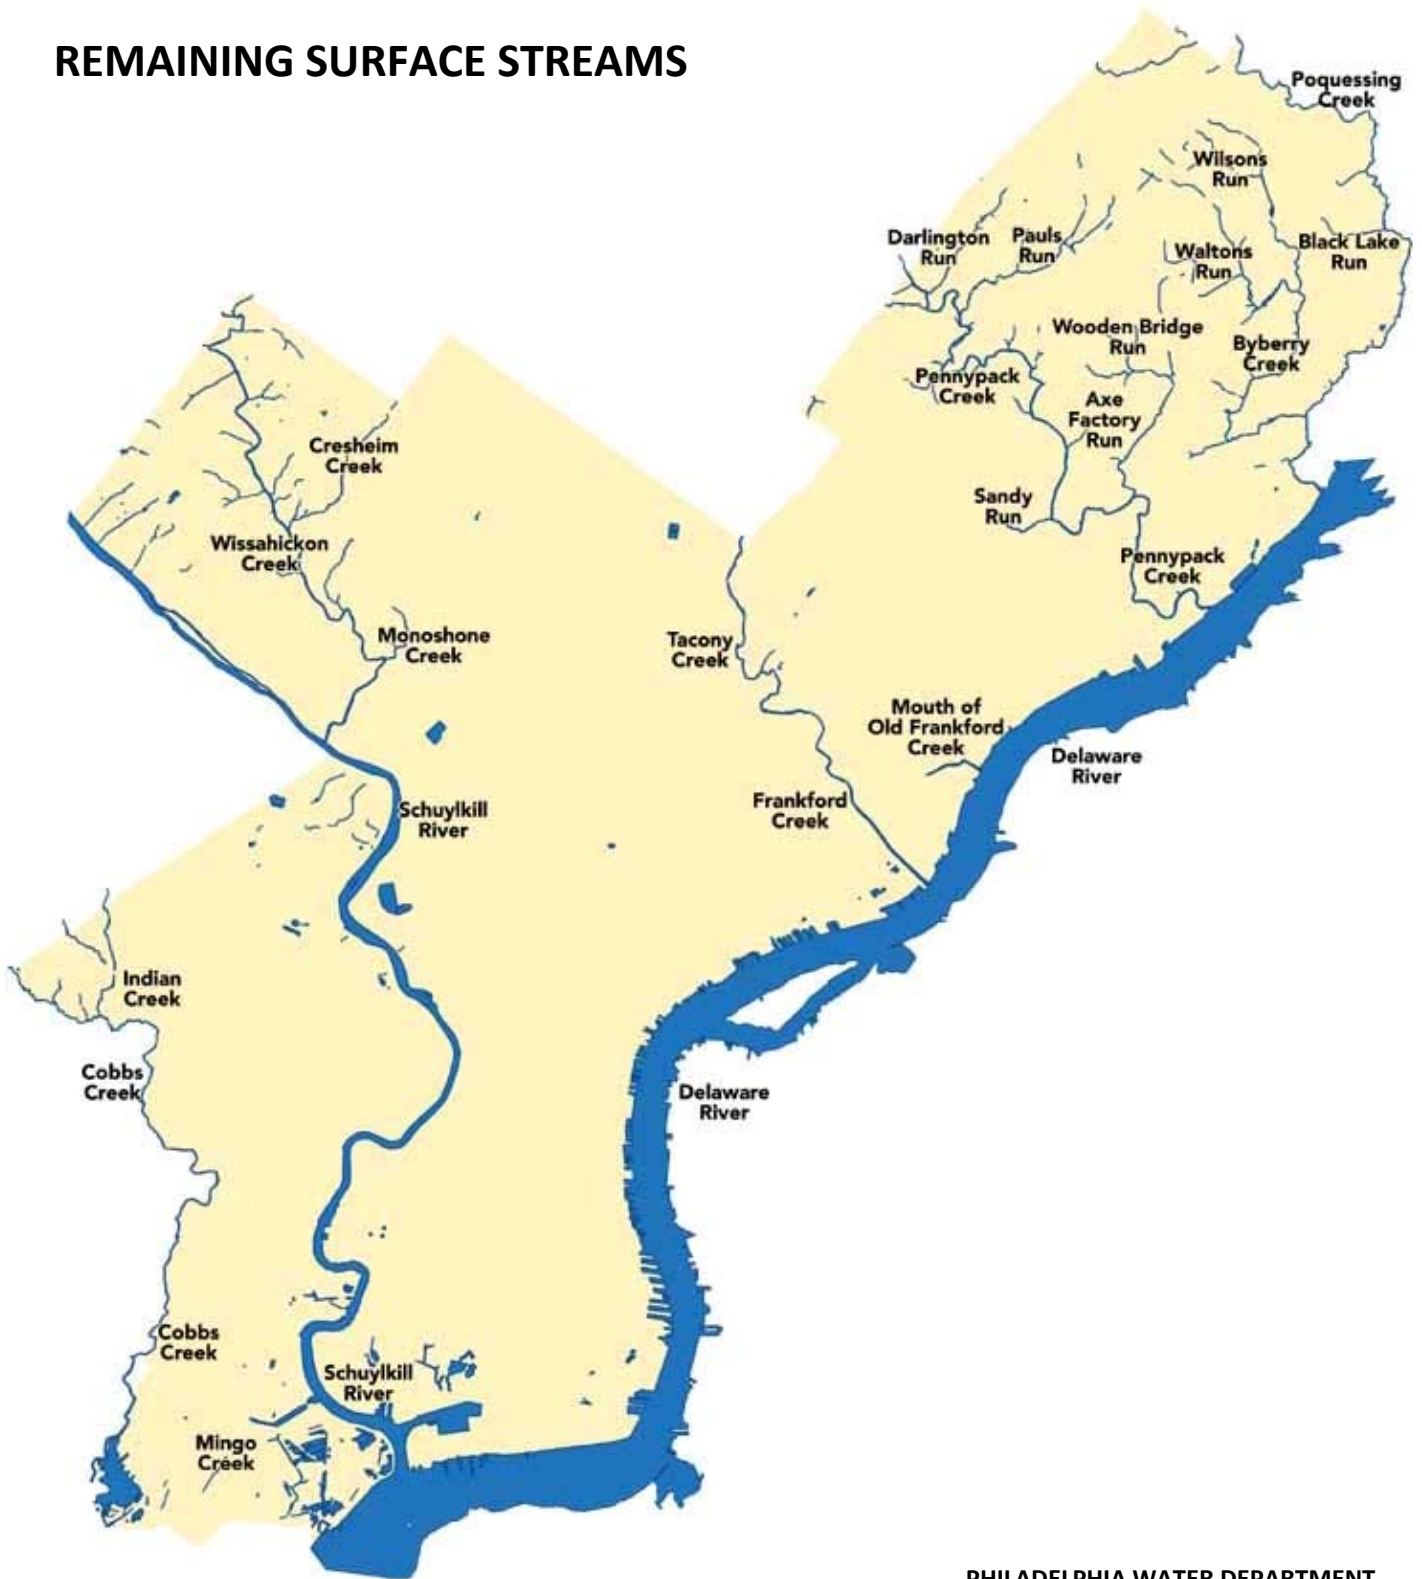 REMAINING SURFACE STREAMS
Poquessing
Creek
Wilsons
Run
Darlington
Run
Pauls
Run
Waltons
Run
Black Lake
Run
Wooden Bridge
Run
Byberry
Creek
Pennypack
Creek
Axe
Factory
Run
Cresheim
Creek
Sandy
Run
Wissahickon
Creek
Pennypack
Creek
Monoshone
Creek
Tacony
Creek
Mouth of
Old Frankford
Creek
Delaware
River
Schuylkill
River
Frankford
Creek
Indian
Creek
Cobbs
Creek
Delaware
River
Cobbs
Creek
Schuylkill
River
Mingo
Creek
PHILADELPHIA WATER DEPARTMENT